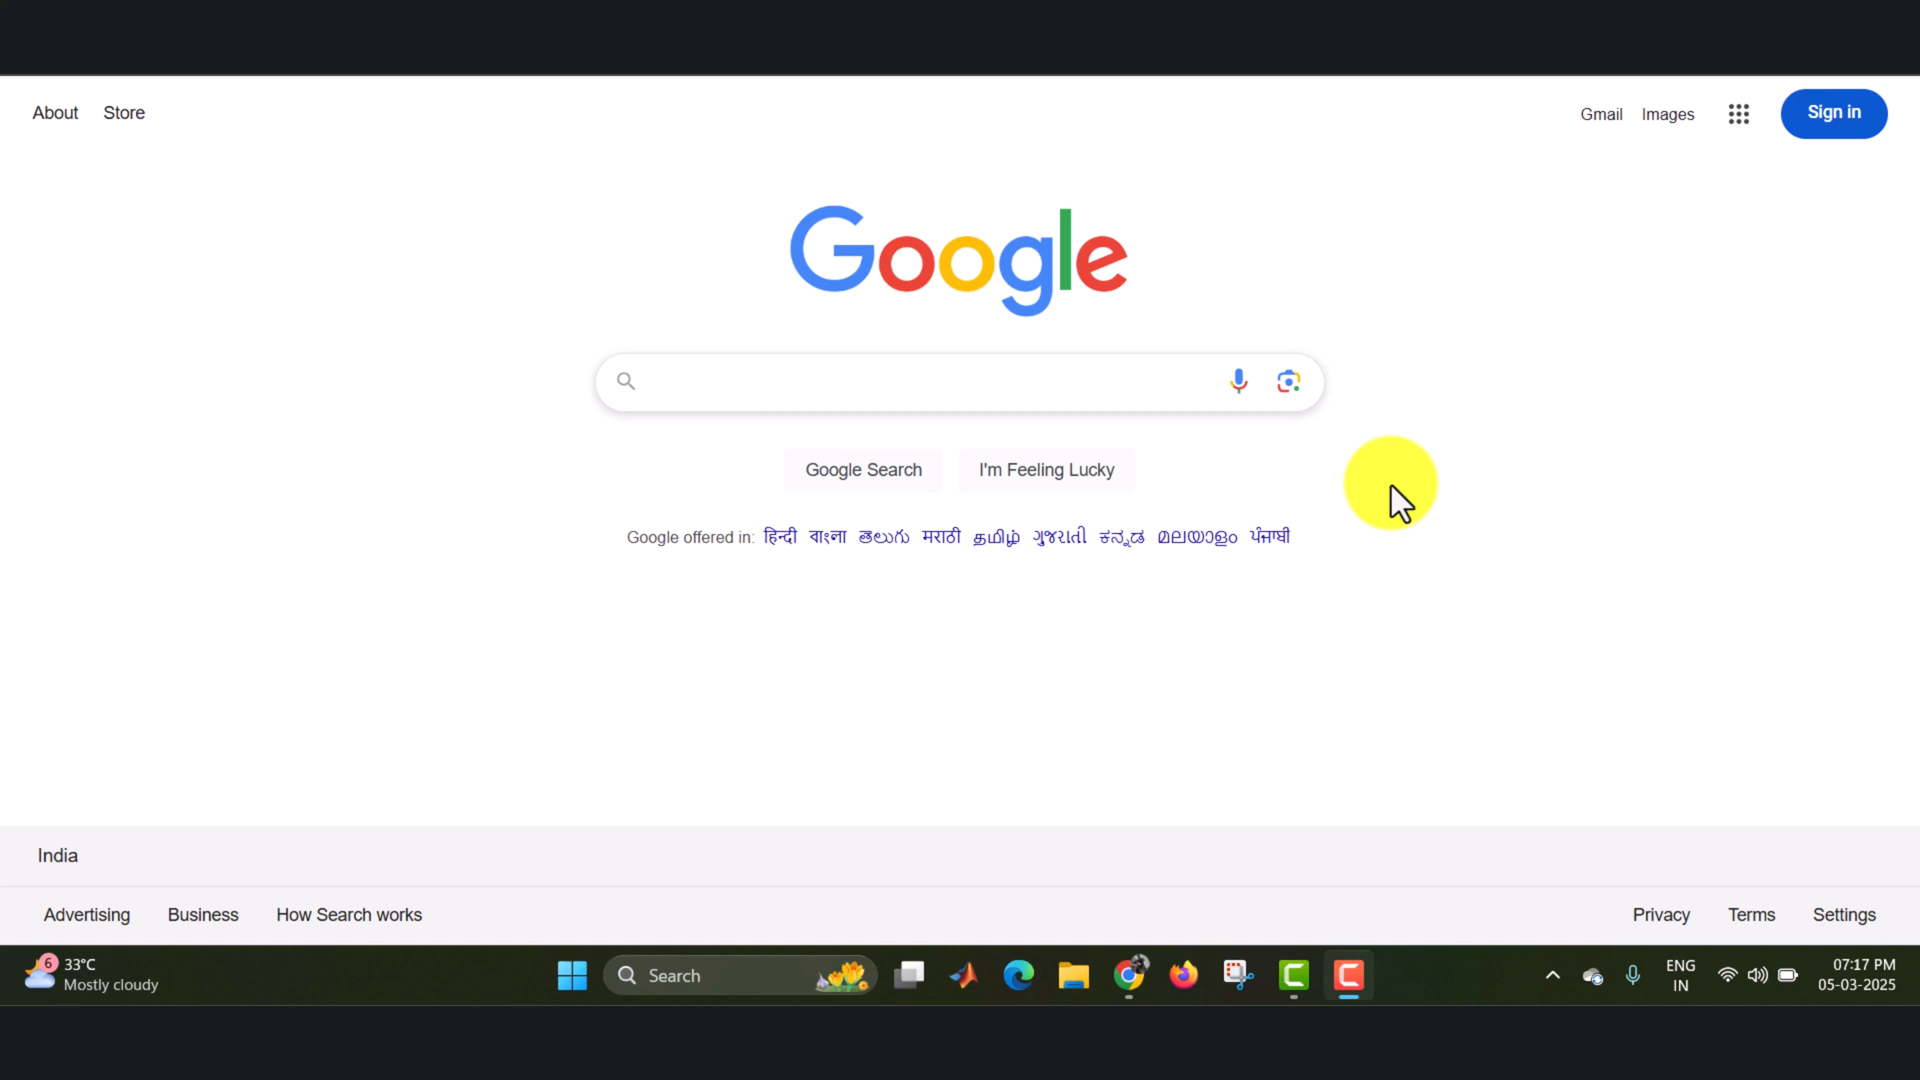 About Store
Gmail Images
Sign in
Google
Google Search I'm Feeling Lucky
Google offered in: हिन्दी বাংলা తెలుగు मराठी தமிழ் ગુજરાતી ಕನ್ನಡ മലയാളം ਪੰਜਾਬੀ
India
Advertising Business How Search works
Privacy Terms Settings
6
33°C
Mostly cloudy
Search
ENG
IN
07:17 PM
05-03-2025